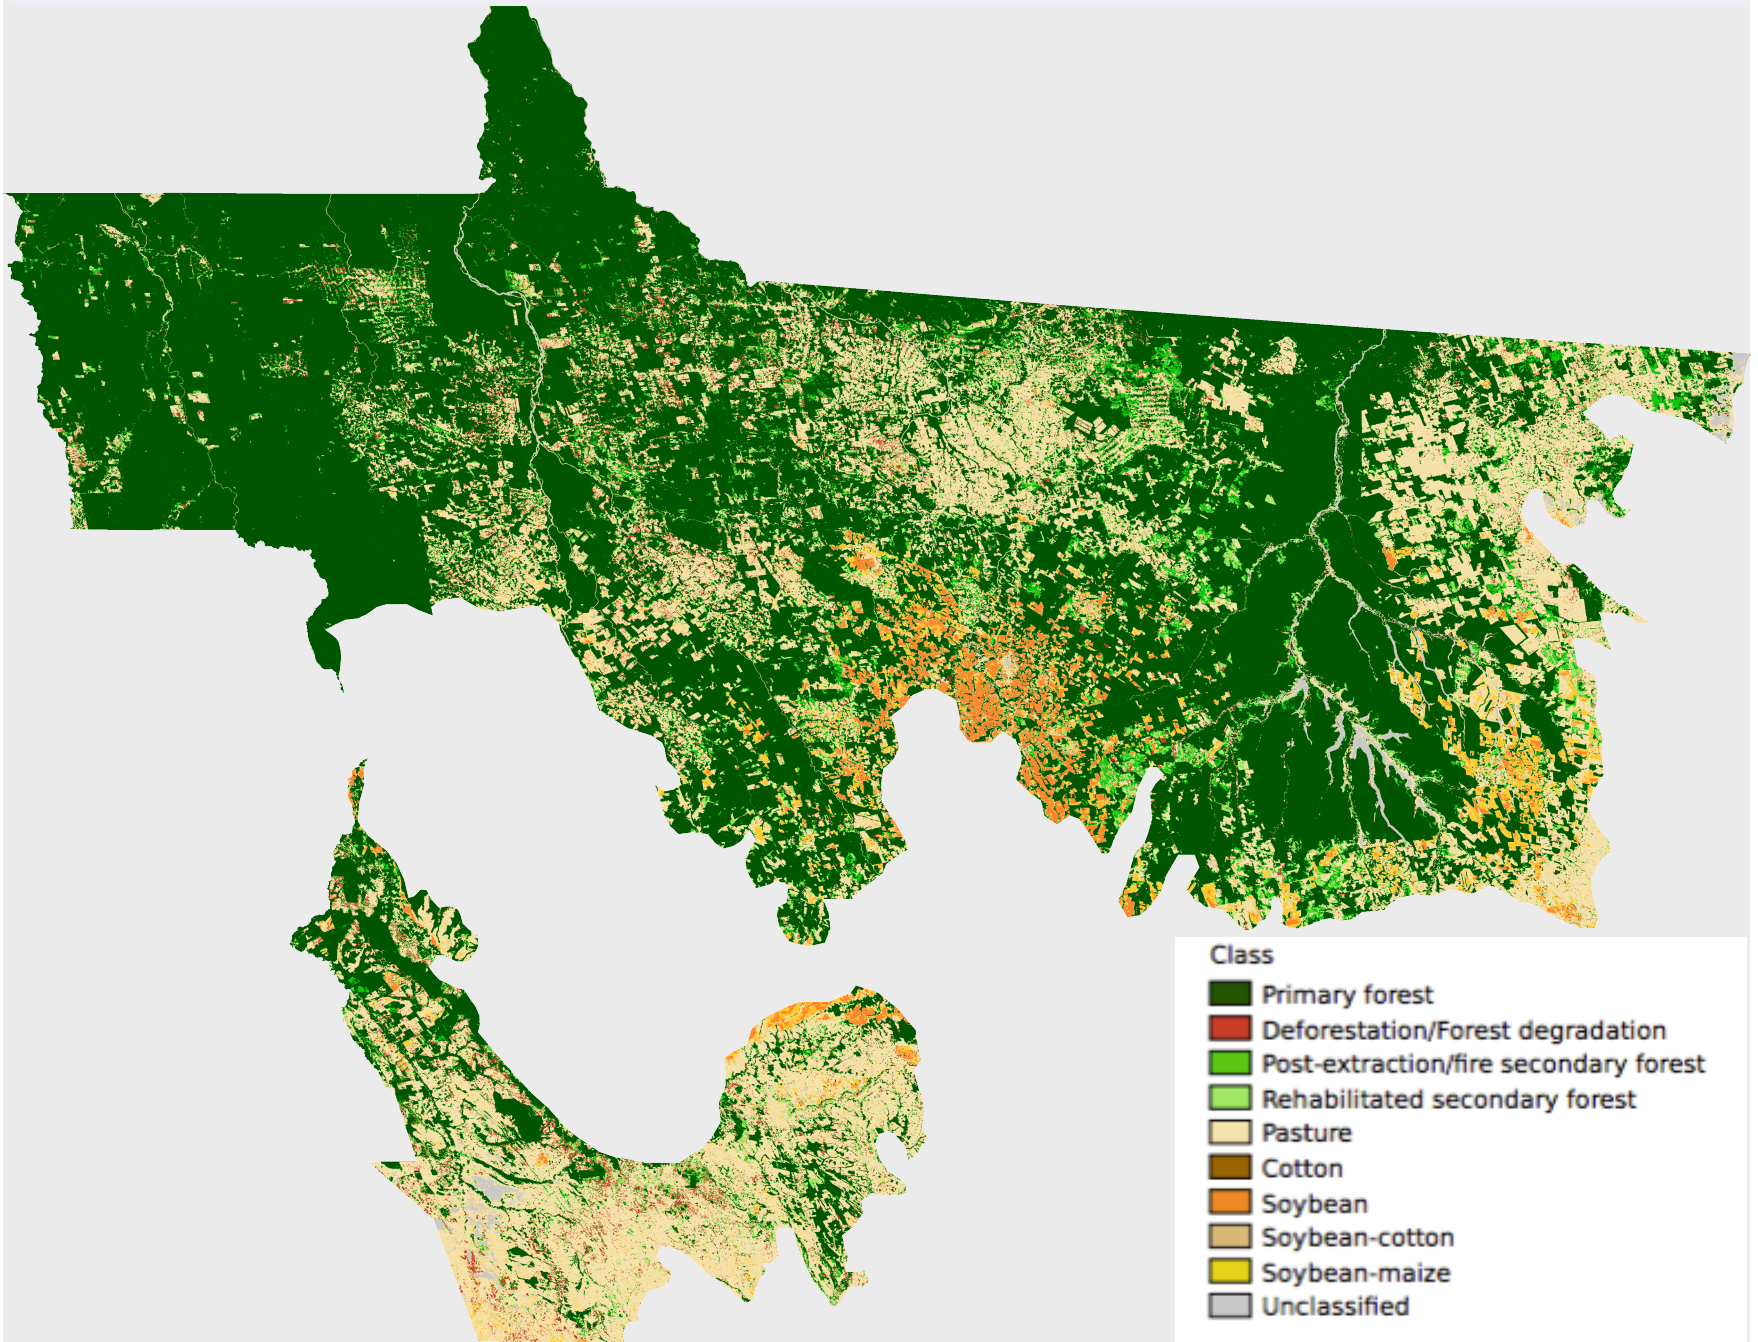 Class
Primary forest
Deforestation/Forest degradation
Post-extraction/fire secondary forest
Rehabilitated secondary forest
Pasture
Cotton
Soybean
Soybean-cotton
Soybean-maize
Unclassified